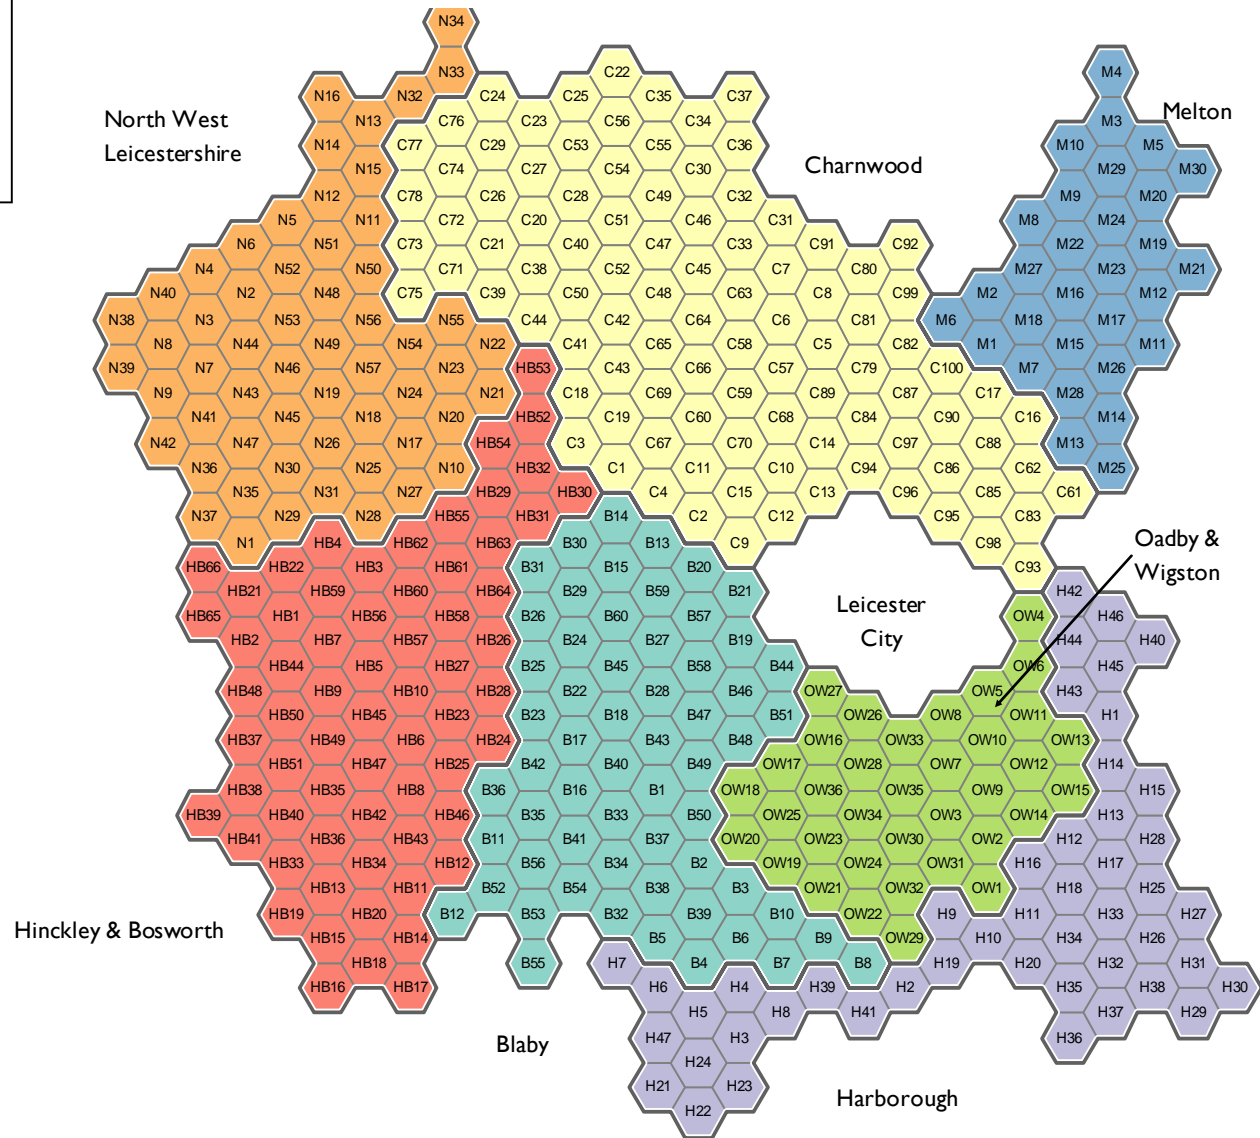 N34
C22
N33
M4
N16 N32 C24 C25 C35 C37
N13 C76 C23 C56 C34 M3 Melton
North West
N14 C77 C29 C53 C55 C36 M10 M5
Leicestershire
N15 C74 C27 C54 C30 Charnwood M29 M30
N12 C78 C26 C28 C49 C32 M9 M20
N5 N11 C72 C20 C51 C46 C31 M8 M24
N6 N51 C73 C21 C40 C47 C33 C91 C92 M22 M19
N4 N52 N50 C71 C38 C52 C45 C7 C80 M27 M23 M21
N40 N2 N48 C75 C39 C50 C48 C63 C8 C99 M2 M16 M12
N38 N3 N53 N56 N55 C44 C42 C64 C6 C81 M6 M18 M17
N8 N44 N49 N54 N22 C41 C65 C58 C5 C82 M1 M15 M11
N39 N7 N46 N57 N23 HB53 C43 C66 C57 C79 C100 M7 M26
N9 N43 N19 N24 N21 C18 C69 C59 C89 C87 C17 M28
N41 N45 N18 N20 HB52 C19 C60 C68 C84 C90 C16 M14
N42 N47 N26 N17 HB54 C3 C67 C70 C14 C97 C88 M13
N36 N30 N25 N10 HB32 C1 C11 C10 C94 C86 C62 M25
N35 N31 N27 HB29 HB30 C4 C15 C13 C96 C85 C61
N37 N29 N28 HB55 HB31 B14 C2 C12 C95 C83
N1 HB4 HB62 HB63 B30 B13 C9 C98 Oadby &
HB66 HB22 HB3 HB61 B31 B15 B20 C93 Wigston
HB21 HB59 HB60 HB64 B29 B59 B21 H42
Leicester
HB65 HB1 HB56 HB58 B26 B60 B57 OW4 H46
City
HB2 HB7 HB57 HB26 B24 B27 B19 H44 H40
HB44 HB5 HB27 B25 B45 B58 B44 OW6 H45
HB48 HB9 HB10 HB28 B22 B28 B46 OW27 OW5 H43
HB50 HB45 HB23 B23 B18 B47 B51 OW26 OW8 OW11 H1
HB37 HB49 HB6 HB24 B17 B43 B48 OW16 OW33 OW10 OW13
HB51 HB47 HB25 B42 B40 B49 OW17 OW28 OW7 OW12 H14
HB38 HB35 HB8 B36 B16 B1 OW18 OW36 OW35 OW9 OW15 H15
HB39 HB40 HB42 HB46 B35 B33 B50 OW25 OW34 OW3 OW14 H13
HB41 HB36 HB43 B11 B41 B37 OW20 OW23 OW30 OW2 H12 H28
HB33 HB34 HB12 B56 B34 B2 OW19 OW24 OW31 H16 H17
HB13 HB11 B52 B54 B38 B3 OW21 OW32 OW1 H18 H25
HB19 HB20 B12 B53 B32 B39 B10 OW22 H9 H11 H33 H27
Hinckley & Bosworth
HB15 HB14 B5 B6 B9 OW29 H10 H34 H26
HB18 B55 H7 B4 B7 B8 H19 H20 H32 H31
HB16 HB17 H6 H4 H39 H2 H35 H38 H30
H5 H8 H41 H37 H29
Blaby H47 H3 H36
H24
H21 H23 Harborough
H22